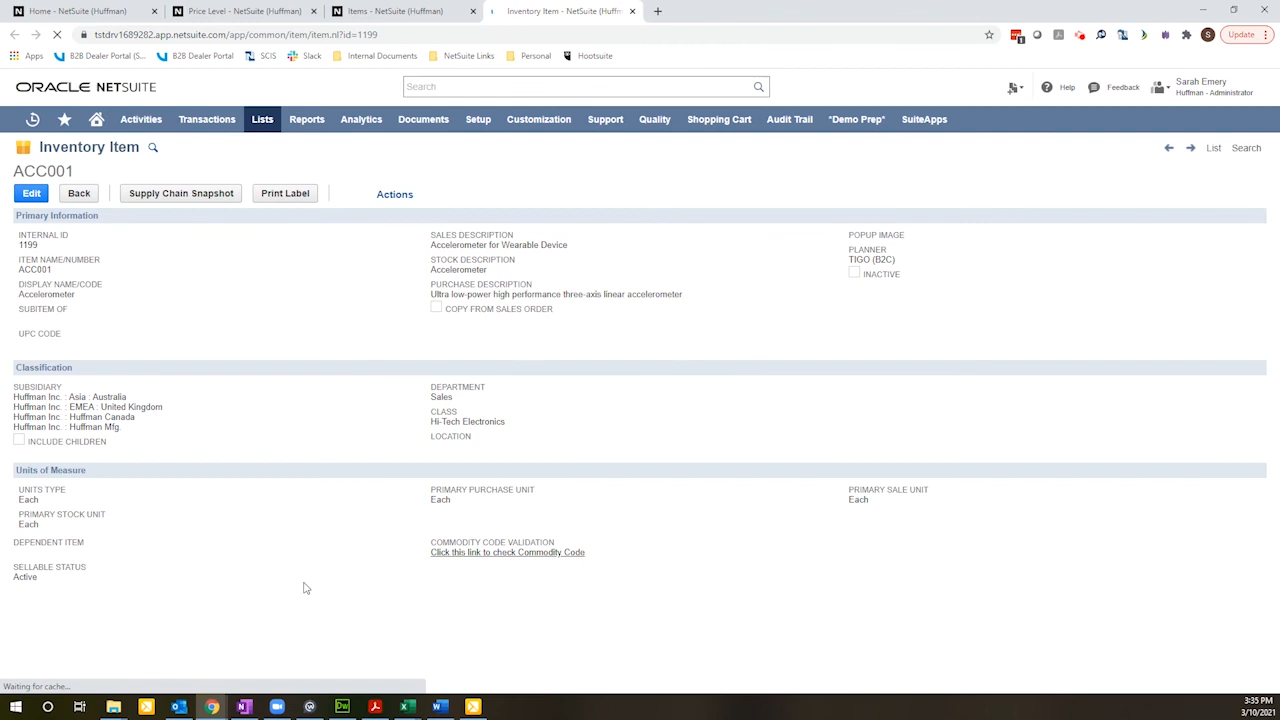 Home - NetSuite (Huffman)
Price Level - NetSuite (Huffman)
Items - NetSuite (Huffman)
Inventory Item - NetSuite (Huff
tstdrv1689282.app.netsuite.com/app/common/item/item.nl?id=1199
Update
Apps
B2B Dealer Portal (S...
B2B Dealer Portal
SCIS
Slack
Internal Documents
NetSuite Links
Personal
Hootsuite
ORACLE NETSUITE
Search
Help
Feedback
Sarah Emery
Huffman - Administrator
Activities
Transactions
Lists
Reports
Analytics
Documents
Setup
Customization
Support
Quality
Shopping Cart
Audit Trail
*Demo Prep*
SuiteApps
Inventory Item
List
Search
ACC001
Edit
Back
Supply Chain Snapshot
Print Label
Actions
Primary Information
INTERNAL ID
1199
ITEM NAME/NUMBER
ACC001
DISPLAY NAME/CODE
Accelerometer
SUBITEM OF
UPC CODE
SALES DESCRIPTION
Accelerometer for Wearable Device
STOCK DESCRIPTION
Accelerometer
PURCHASE DESCRIPTION
Ultra low-power high performance three-axis linear accelerometer
COPY FROM SALES ORDER
POPUP IMAGE
PLANNER
TIGO (B2C)
INACTIVE
Classification
SUBSIDIARY
Huffman Inc. : Asia : Australia
Huffman Inc. : EMEA : United Kingdom
Huffman Inc. : Huffman Canada
Huffman Inc. : Huffman Mfg.
INCLUDE CHILDREN
DEPARTMENT
Sales
CLASS
Hi-Tech Electronics
LOCATION
Units of Measure
UNITS TYPE
Each
PRIMARY STOCK UNIT
Each
PRIMARY PURCHASE UNIT
Each
PRIMARY SALE UNIT
Each
DEPENDENT ITEM
SELLABLE STATUS
Active
COMMODITY CODE VALIDATION
Click this link to check Commodity Code
Waiting for cache...
3:35 PM
3/10/2021